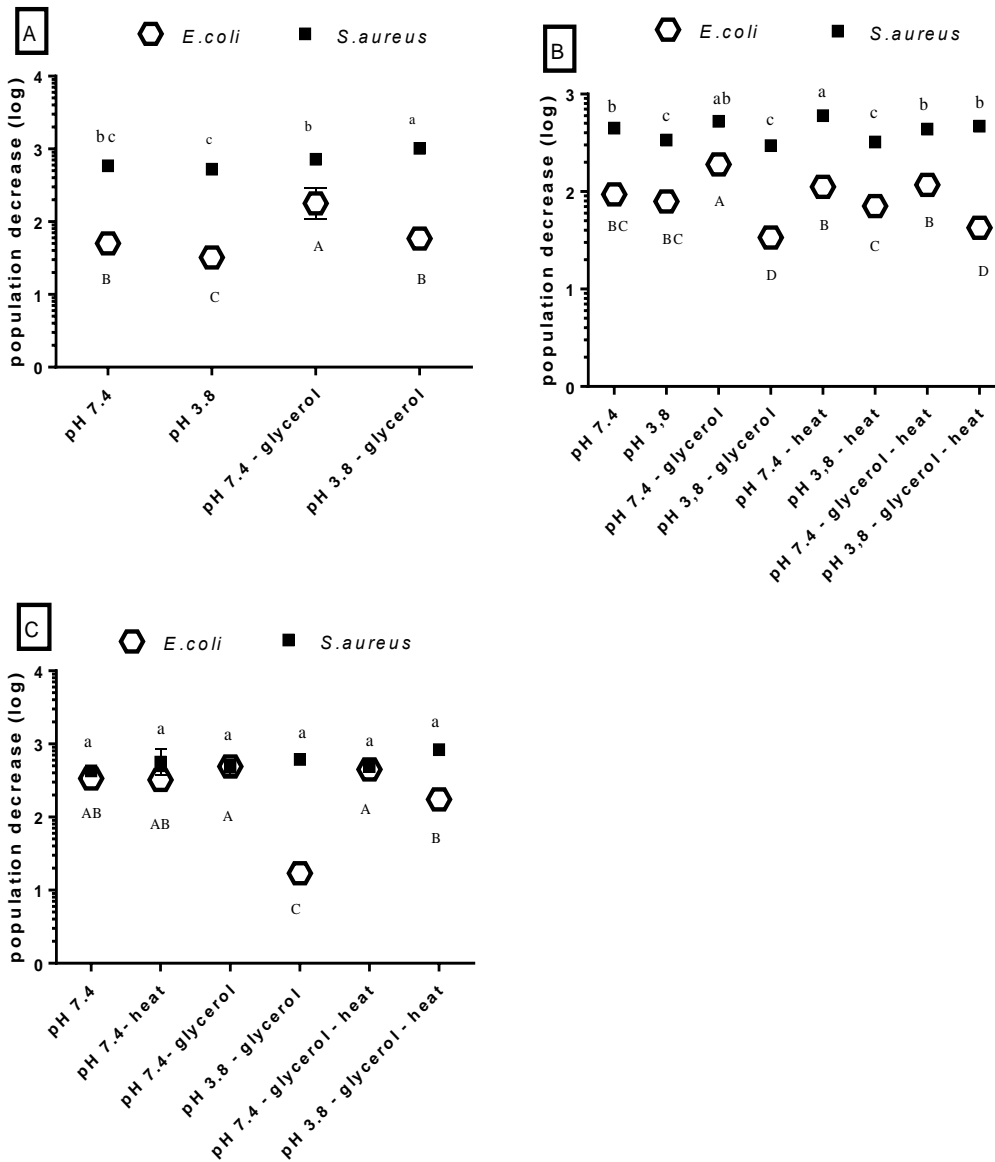 A
E.coli S.aureus
population decrease (log)
4
3
2
1
0
bc c b a
B C A B
pH 7.4
pH 3.8
pH 7.4 - glycerol
pH 3.8 - glycerol
B
E.coli S.aureus
population decrease (log)
3
2
1
0
b c ab c a c b b
BC BC A D B C B D
pH 7.4
pH 3,8
pH 7.4 - glycerol
pH 3,8 - glycerol
pH 7.4 - heat
pH 3,8 - heat
pH 7.4 - glycerol - heat
pH 3,8 - glycerol - heat
C
E.coli S.aureus
population decrease (log)
4
3
2
1
0
a a a a a a
AB AB A C A B
pH 7.4
pH 7.4- heat
pH 7.4- glycerol
pH 3.8 - glycerol
pH 7.4 - glycerol - heat
pH 3.8 - glycerol - heat